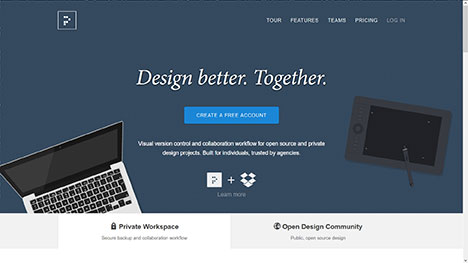 TOUR FEATURES TEAMS PRICING LOG IN
Design better. Together.
CREATE A FREE ACCOUNT
Visual version control and collaboration workflow for open source and private
design projects. Built for individuals, trusted by agencies.
+
Learn more
Private Workspace
Secure backup and collaboration workflow
Open Design Community
Public, open source design